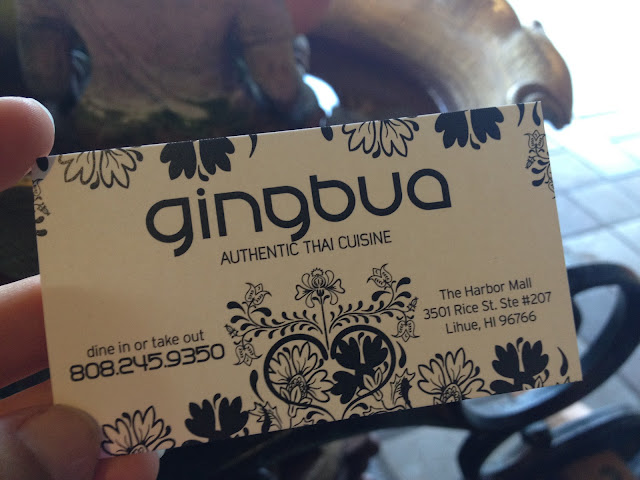 gingbua
AUTHENTIC THAI CUISINE
dine in or take out
808.245.9350
The Harbor Mall
3501 Rice St. Ste #207
Lihue, HI 96766